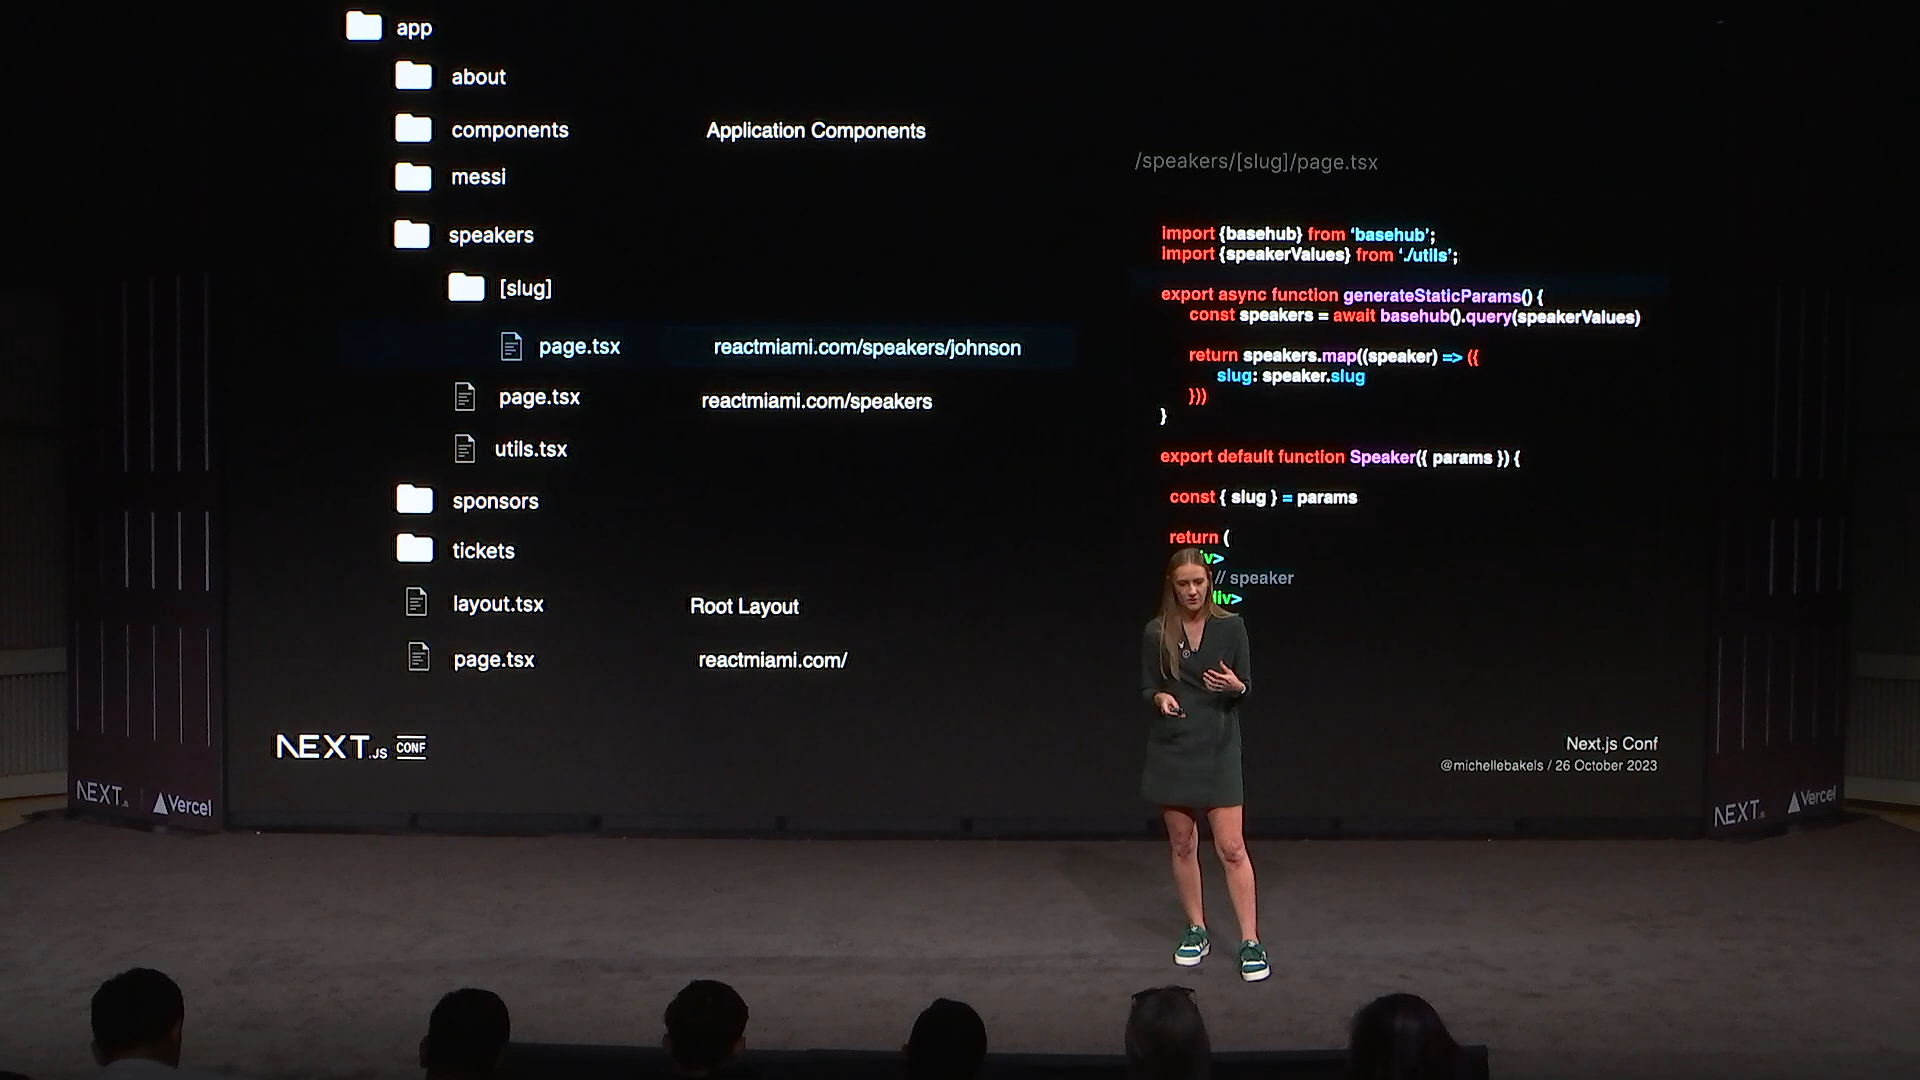 app
about
components Application Components
messi
speakers
[slug]
page.tsx reactmiami.com/speakers/johnson
page.tsx reactmiami.com/speakers
utils.tsx
sponsors
tickets
layout.tsx Root Layout
page.tsx reactmiami.com/
/speakers/[slug]/page.tsx
import {basehub} from ‘basehub’;
import {speakerValues} from ‘./utils’;
export async function generateStaticParams() {
const speakers = await basehub().query(speakerValues)
return speakers.map((speaker) => ({
slug: speaker.slug
}))
}
export default function Speaker({ params }) {
const { slug } = params
return (
iv>
// speaker
div>
NEXT.JS CONF
Next.js Conf
@michellebakels / 26 October 2023
NEXT.JS Vercel
NEXT.JS Vercel